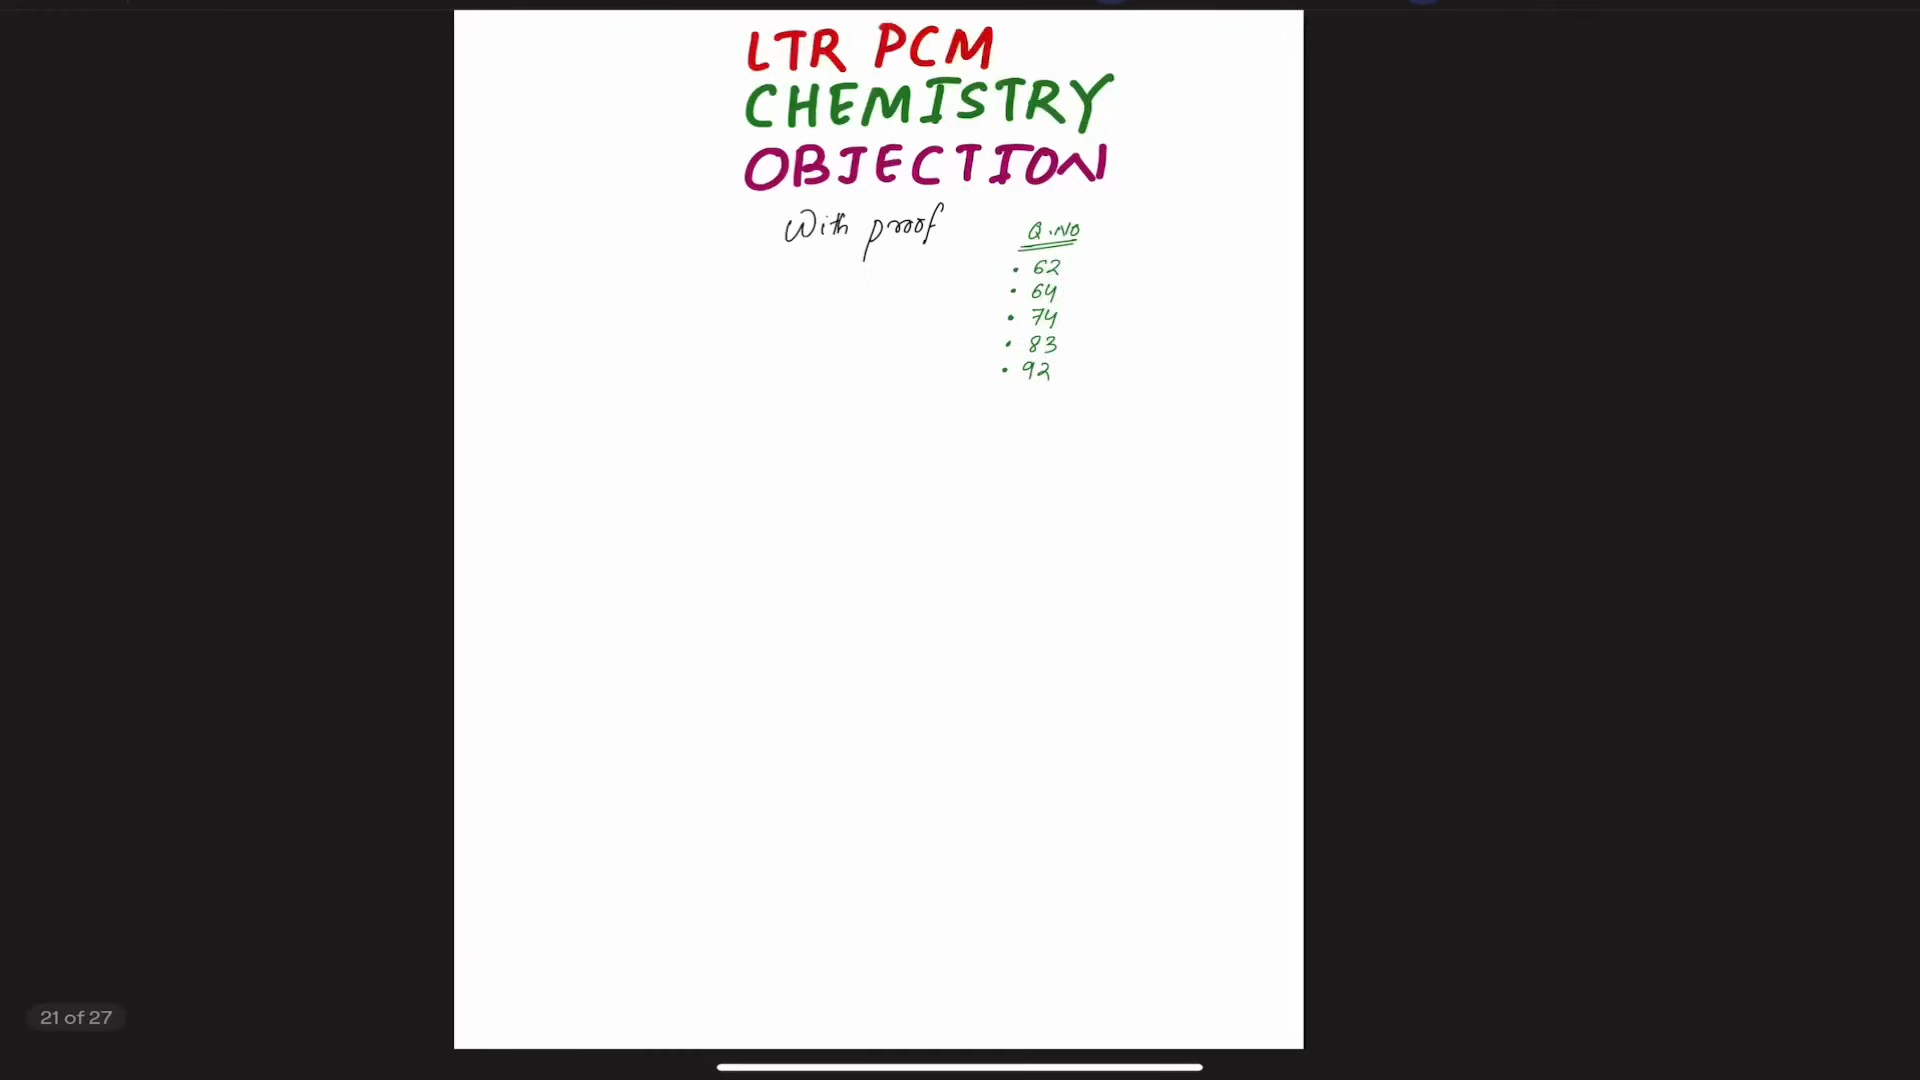 LTR PCM
CHEMISTRY
OBJECTION
With proof
Q.NO
• 62
• 64
• 74
• 83
• 92
21 of 27